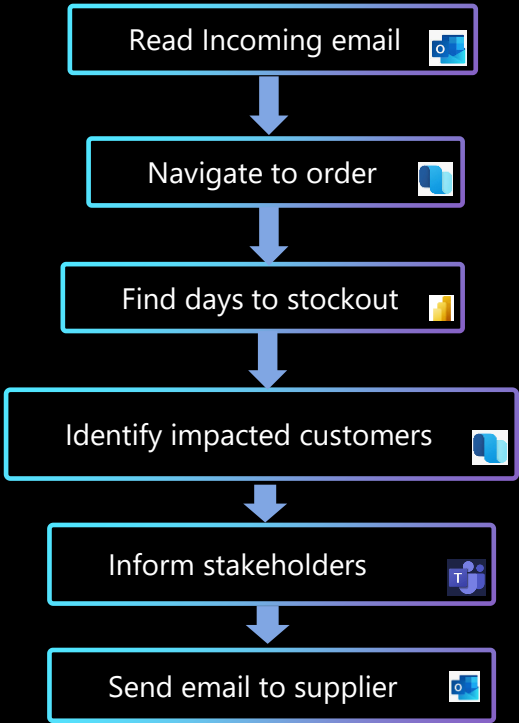 Read Incoming email
Navigate to order
Find days to stockout
Identify impacted customers
Inform stakeholders
Send email to supplier